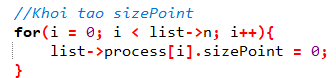 //Khoi tao sizePoint
for(i = 0; i < list->n; i++){
    list->process[i].sizePoint = 0;
}